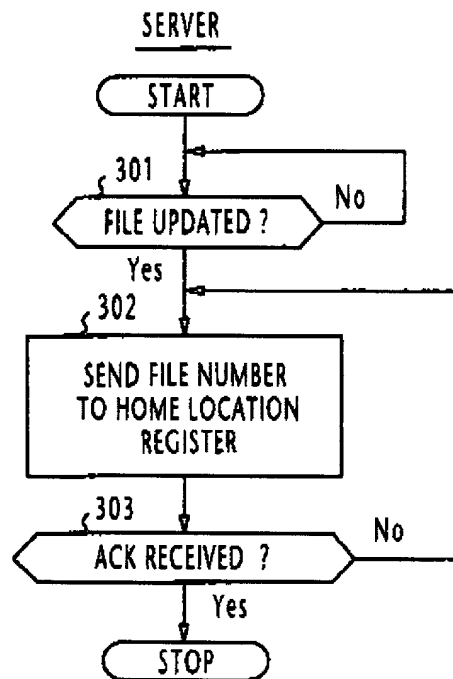 SERVER
START
301
FILE UPDATED ?
No
Yes
302
SEND FILE NUMBER
TO HOME LOCATION
REGISTER
303
ACK RECEIVED ?
No
Yes
STOP